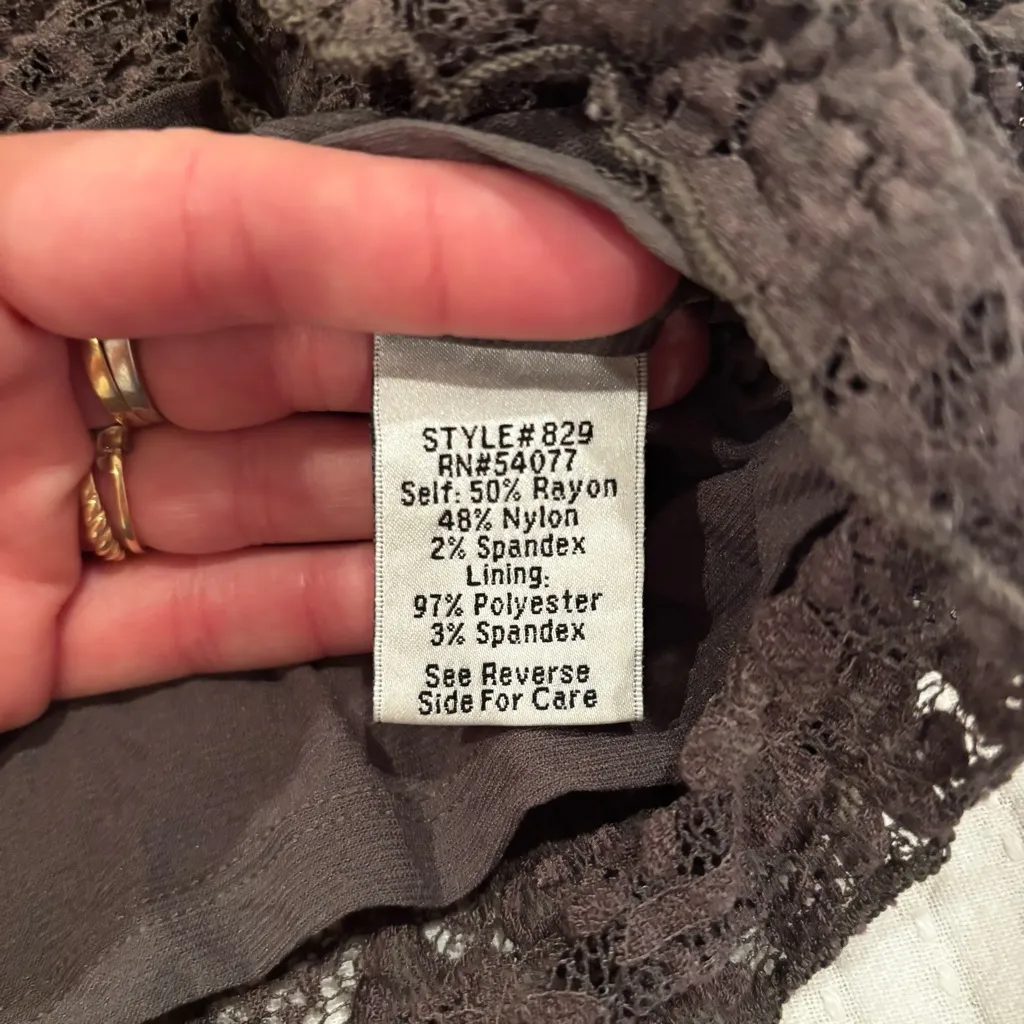 STYLE#829
RN#54077
Self: 50% Rayon
48% Nylon
2% Spandex
Lining:
97% Polyester
3% Spandex
See Reverse
Side For Care